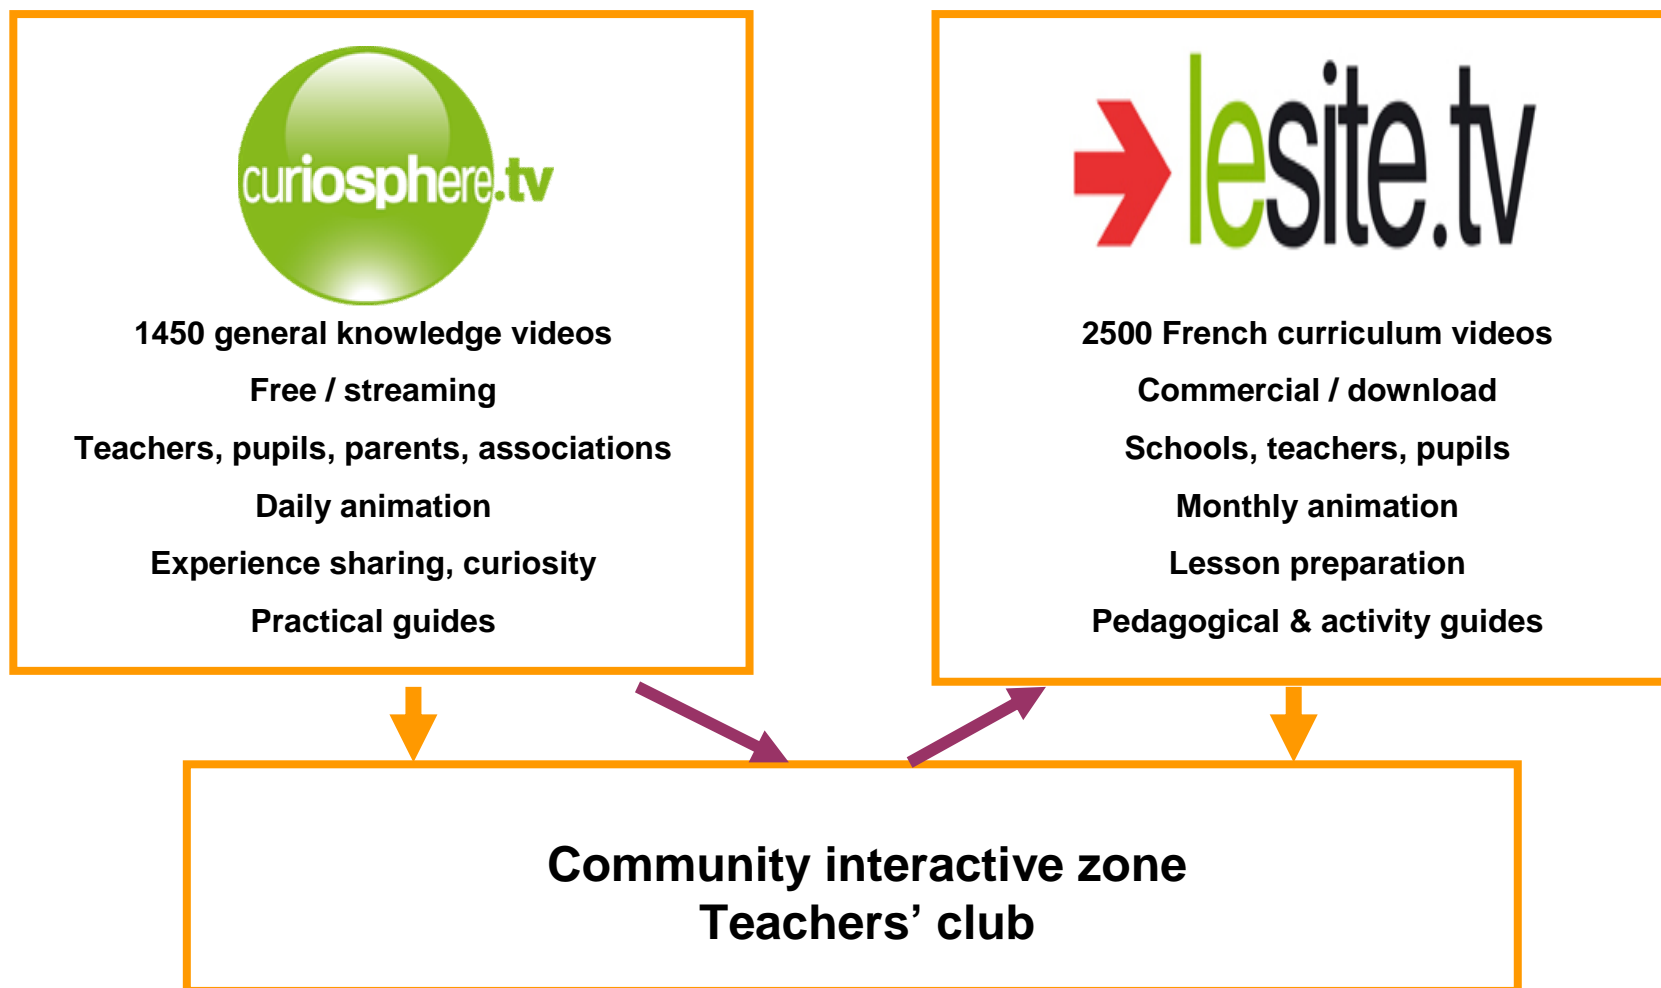 curiosphere.tv
1450 general knowledge videos
Free / streaming
Teachers, pupils, parents, associations
Daily animation
Experience sharing, curiosity
Practical guides
lesite.tv
2500 French curriculum videos
Commercial / download
Schools, teachers, pupils
Monthly animation
Lesson preparation
Pedagogical & activity guides
Community interactive zone
Teachers’ club